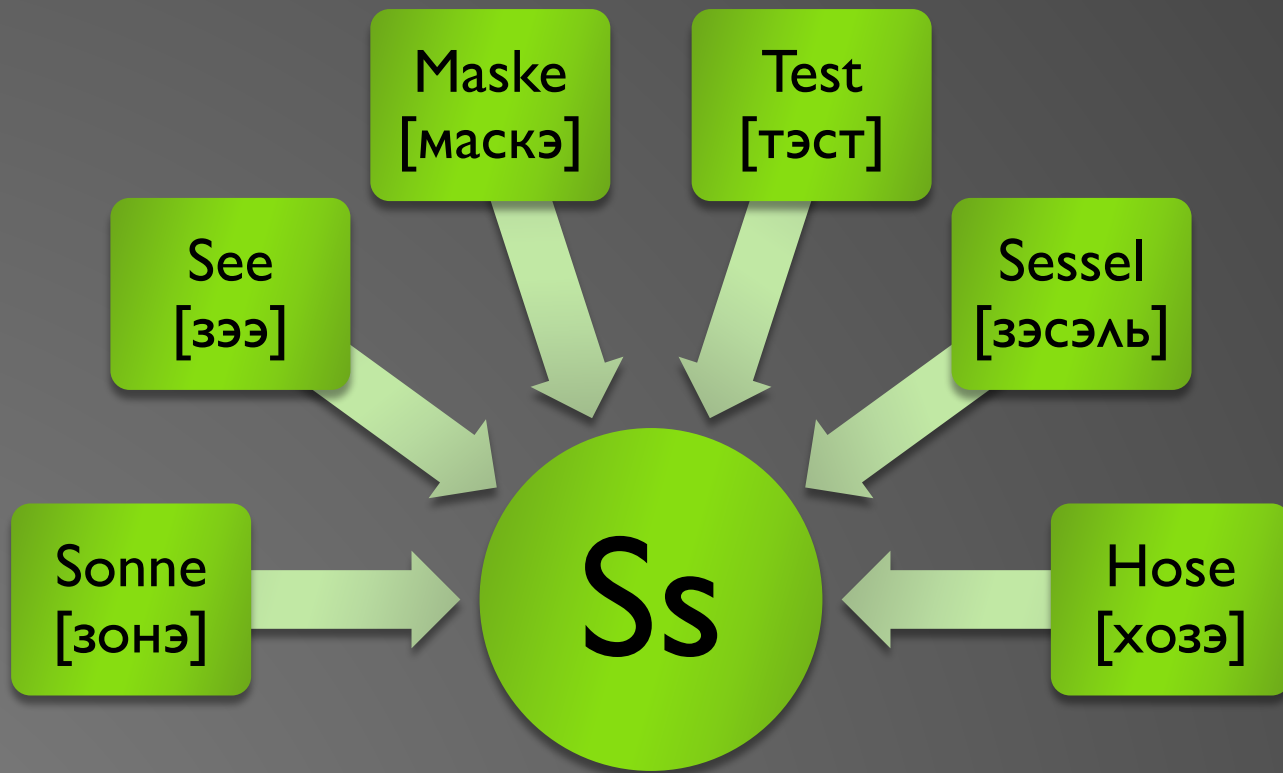 Maske
[маскэ]
Test
[тэст]
See
[зээ]
Sessel
[зэсэль]
Sonne
[зонэ]
Ss
Hose
[хозэ]